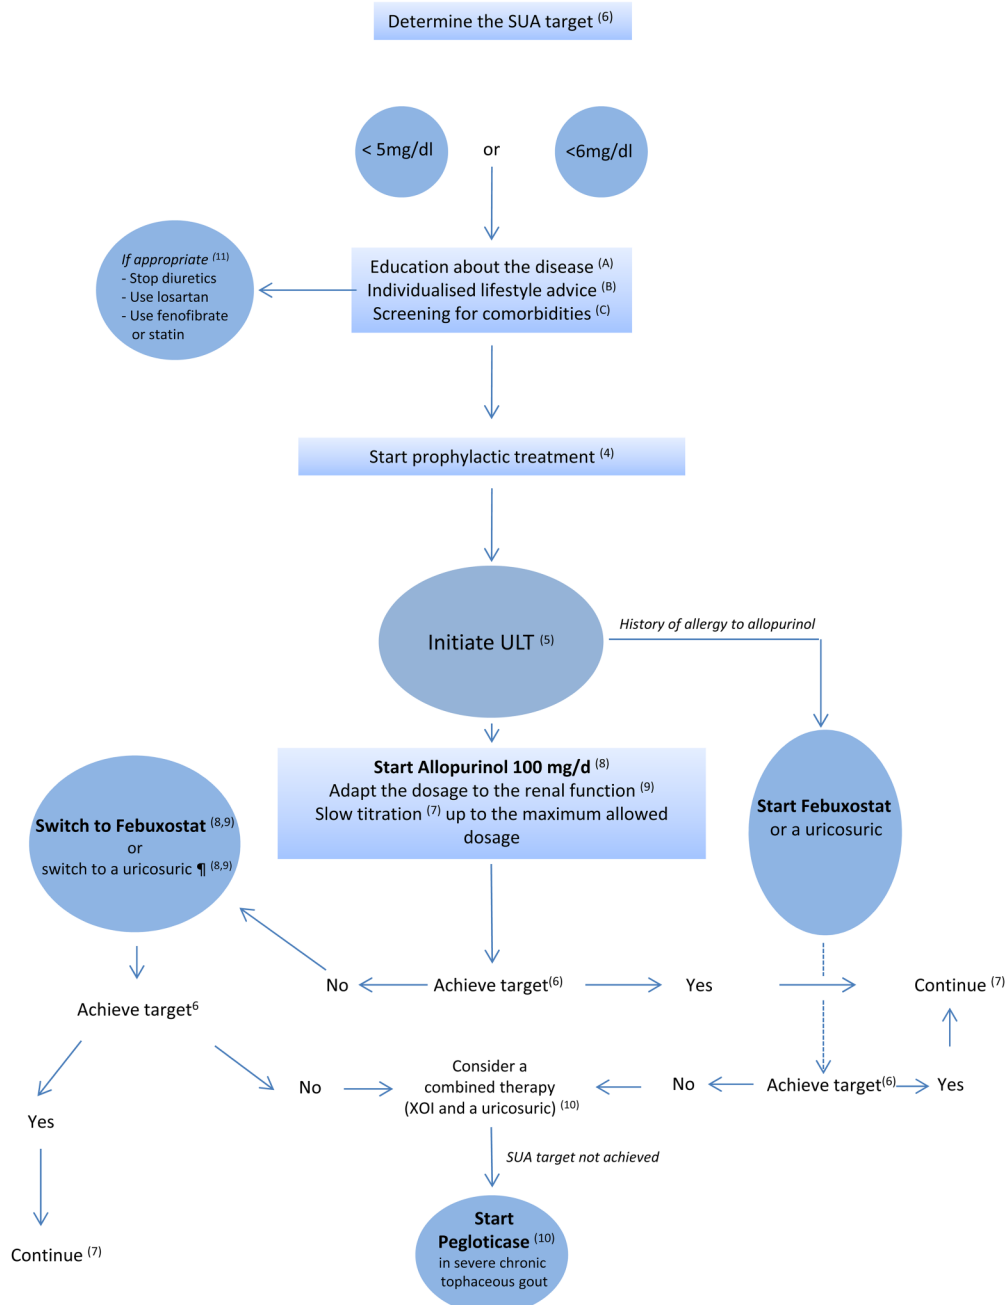 Determine the SUA target (6)
< 5mg/dl
or
<6mg/dl
If appropriate (11)
- Stop diuretics
- Use losartan
- Use fenofibrate
or statin
Education about the disease (A)
Individualised lifestyle advice (B)
Screening for comorbidities (C)
Start prophylactic treatment (4)
Initiate ULT (5)
History of allergy to allopurinol
Start Allopurinol 100 mg/d (8)
Adapt the dosage to the renal function (9)
Slow titration (7) up to the maximum allowed
dosage
Switch to Febuxostat (8,9)
or
switch to a uricosuric ¶ (8,9)
Start Febuxostat
or a uricosuric
No
Achieve target(6)
Yes
Continue (7)
Achieve target6
No
Consider a
combined therapy
(XOI and a uricosuric) (10)
No
Achieve target(6)
Yes
Yes
SUA target not achieved
Continue (7)
Start
Pegloticase (10)
in severe chronic
tophaceous gout